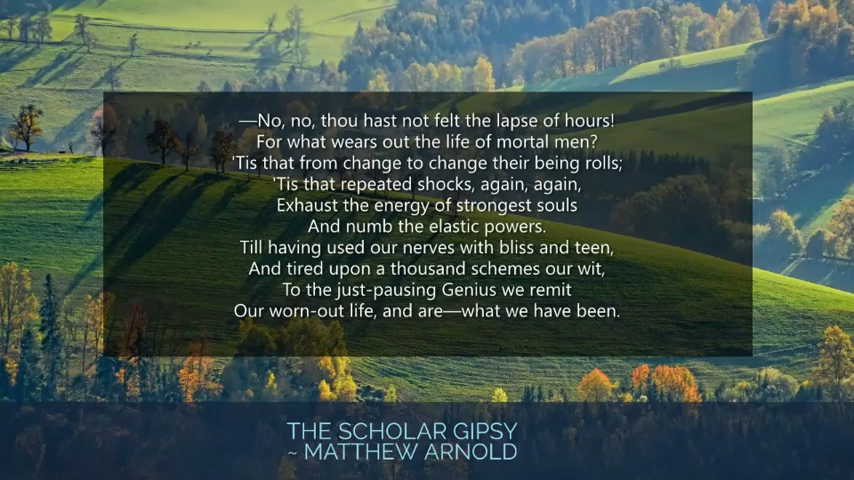 —No, no, thou hast not felt the lapse of hours!
For what wears out the life of mortal men?
'Tis that from change to change their being rolls;
'Tis that repeated shocks, again, again,
Exhaust the energy of strongest souls
And numb the elastic powers.
Till having used our nerves with bliss and teen,
And tired upon a thousand schemes our wit,
To the just-pausing Genius we remit
Our worn-out life, and are—what we have been.
THE SCHOLAR GIPSY
~ MATTHEW ARNOLD